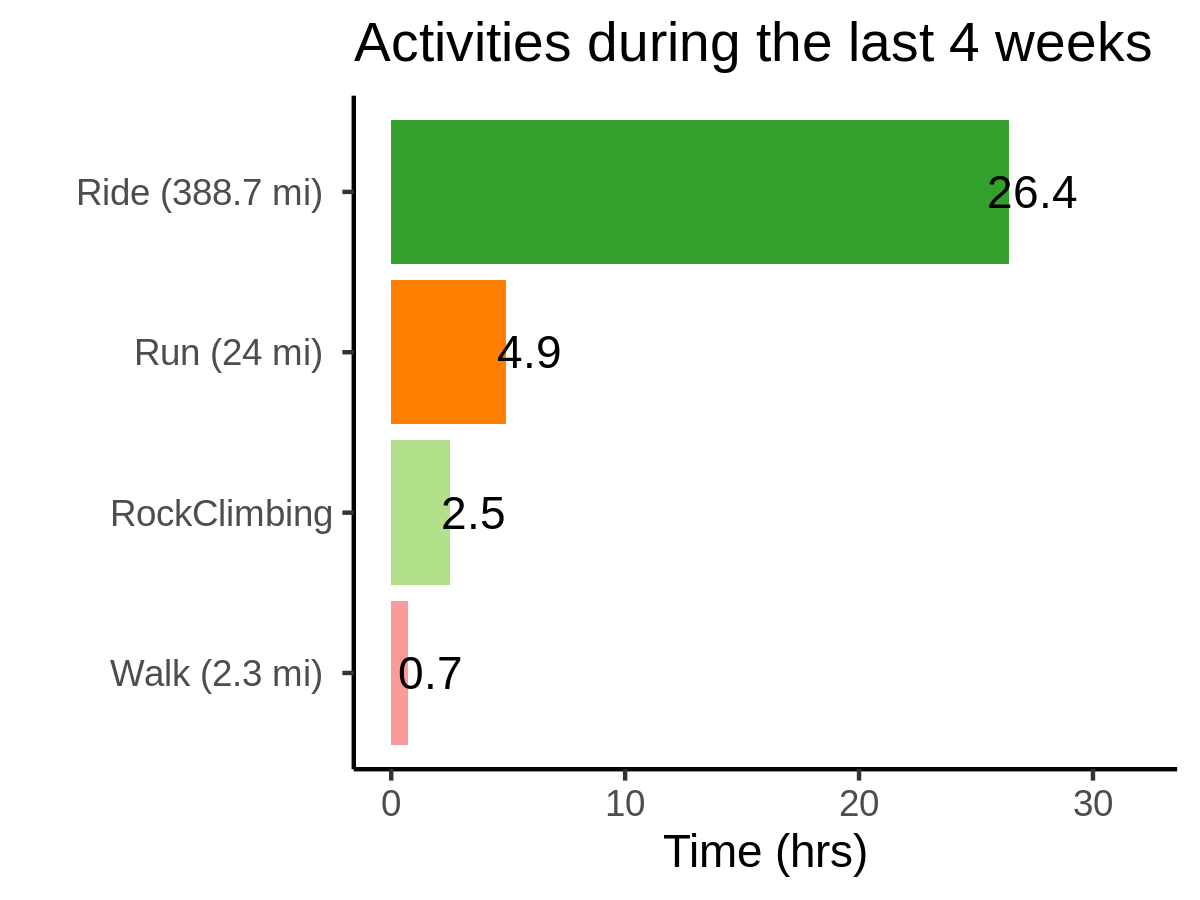 Activities during the last 4 weeks
Ride (388.7 mi) 26.4
Run (24 mi) 4.9
RockClimbing 2.5
Walk (2.3 mi) 0.7
0 10 20 30
Time (hrs)